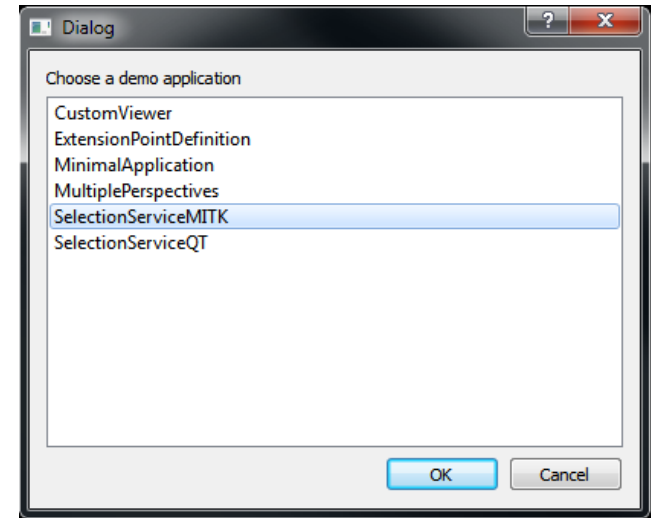 Dialog
?
X
Choose a demo application
CustomViewer
ExtensionPointDefinition
MinimalApplication
MultiplePerspectives
SelectionServiceMITK
SelectionServiceQT
OK
Cancel